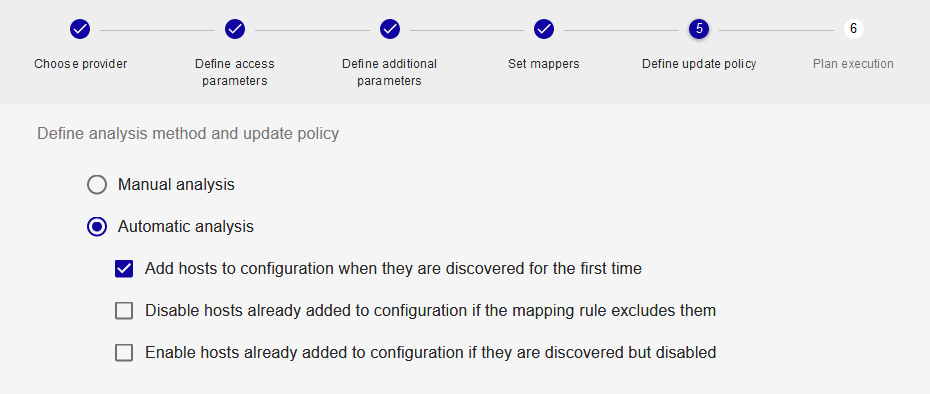 5
6
Choose provider
Define access
parameters
Define additional
parameters
Set mappers
Define update policy
Plan execution
Define analysis method and update policy
Manual analysis
Automatic analysis
Add hosts to configuration when they are discovered for the first time
Disable hosts already added to configuration if the mapping rule excludes them
Enable hosts already added to configuration if they are discovered but disabled